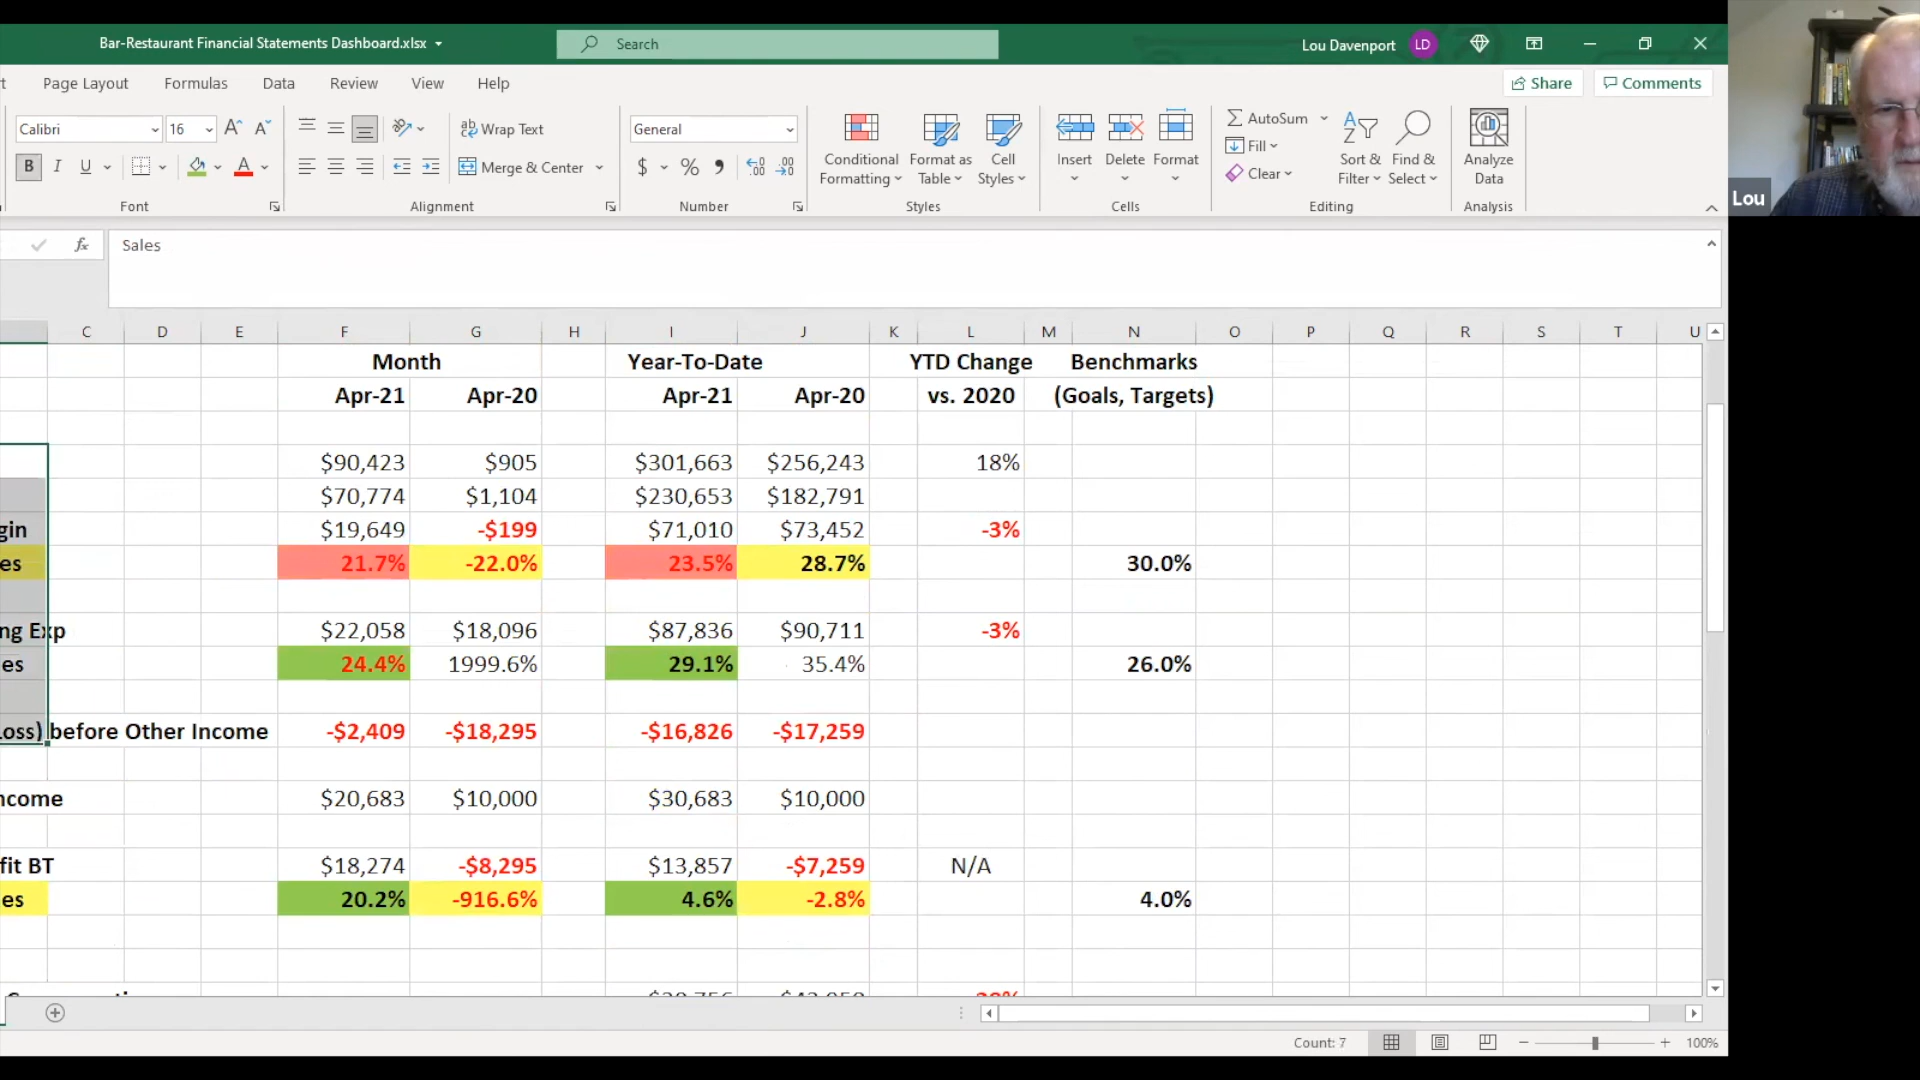 Bar-Restaurant Financial Statements Dashboard.xlsx
Search
Lou Davenport LD
Page Layout Formulas Data Review View Help
Share Comments
Calibri 16 A A
Wrap Text
General
Conditional Formatting
Format as Table
Cell Styles
Insert
Delete
Format
AutoSum
Fill
Clear
Sort & Filter
Find & Select
Analyze Data
B I U A
Merge & Center
$ % ,
Font Alignment Number Styles Cells Editing Analysis
Lou
fx Sales
C D E F G H I J K L M N O P Q R S T U
Month Year-To-Date YTD Change Benchmarks
Apr-21 Apr-20 Apr-21 Apr-20 vs. 2020 (Goals, Targets)
$90,423 $905 $301,663 $256,243 18%
$70,774 $1,104 $230,653 $182,791
gin $19,649 -$199 $71,010 $73,452 -3%
es 21.7% -22.0% 23.5% 28.7% 30.0%
ng Exp $22,058 $18,096 $87,836 $90,711 -3%
les 24.4% 1999.6% 29.1% 35.4% 26.0%
Loss) before Other Income -$2,409 -$18,295 -$16,826 -$17,259
ncome $20,683 $10,000 $30,683 $10,000
fit BT $18,274 -$8,295 $13,857 -$7,259 N/A
es 20.2% -916.6% 4.6% -2.8% 4.0%
Count: 7 100%